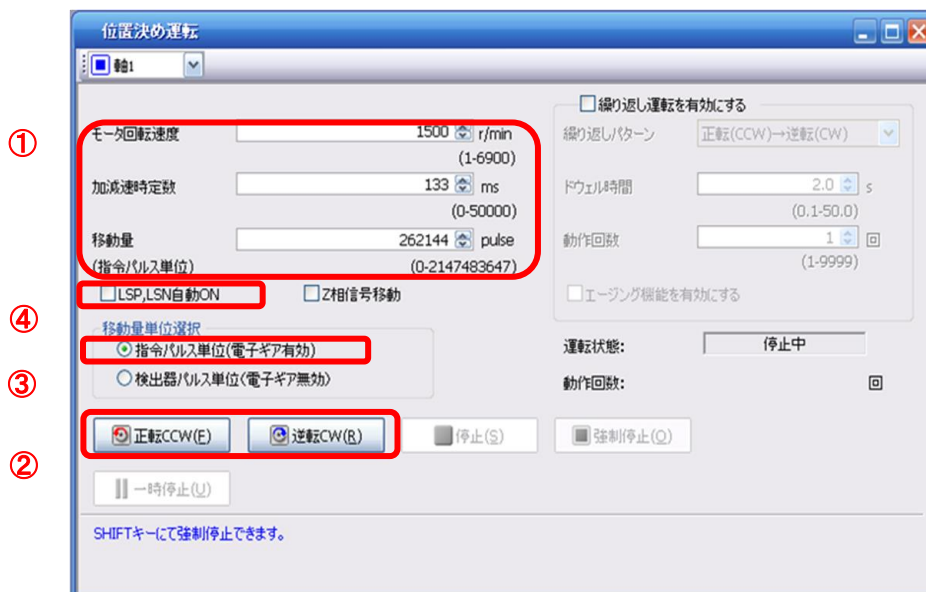 位置決め運転
軸1
繰り返し運転を有効にする
① モータ回転速度 1500 r/min
(1-6900)
加減速時定数 133 ms
(0-50000)
移動量 262144 pulse
(指令パルス単位) (0-2147483647)
繰り返しパターン 正転(CCW)→逆転(CW)
ドウェル時間 2.0 s
(0.1-50.0)
動作回数 1 回
(1-9999)
エージング機能を有効にする
LSP,LSN自動ON Z相信号移動
④ 移動量単位選択
指令パルス単位(電子ギア有効)
③ 検出器パルス単位(電子ギア無効)
運転状態: 停止中
動作回数: 回
正転CCW(F) 逆転CW(R) 停止(S) 強制停止(O)
② 一時停止(U)
SHIFTキーにて強制停止できます。